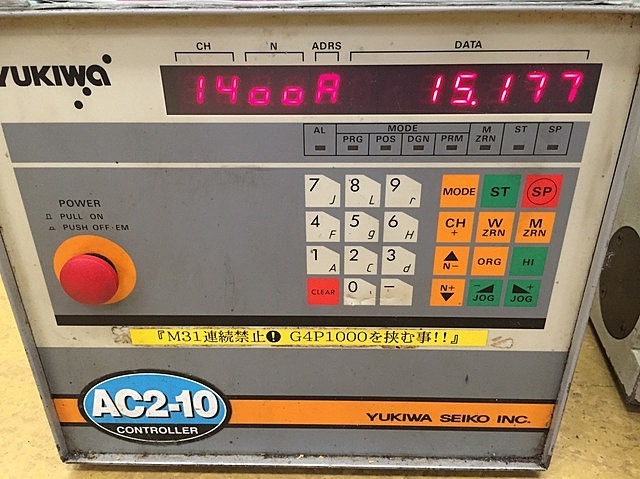 CH N ADRS DATA
YUKIWA
14ooA 15.177
AL MODE M ZRN ST SP
PRG POS DGN PRM
POWER
PULL ON
PUSH OFF·EM
7 J 8 L 9 r MODE ST SP
4 F 5 g 6 H CH + W ZRN M ZRN
1 A 2 C 3 d N− ORG HI
CLEAR 0 . − N+ − JOG + JOG
『M31連続禁止! G4P1000を挟む事!!』
AC2-10
CONTROLLER
YUKIWA SEIKO INC.